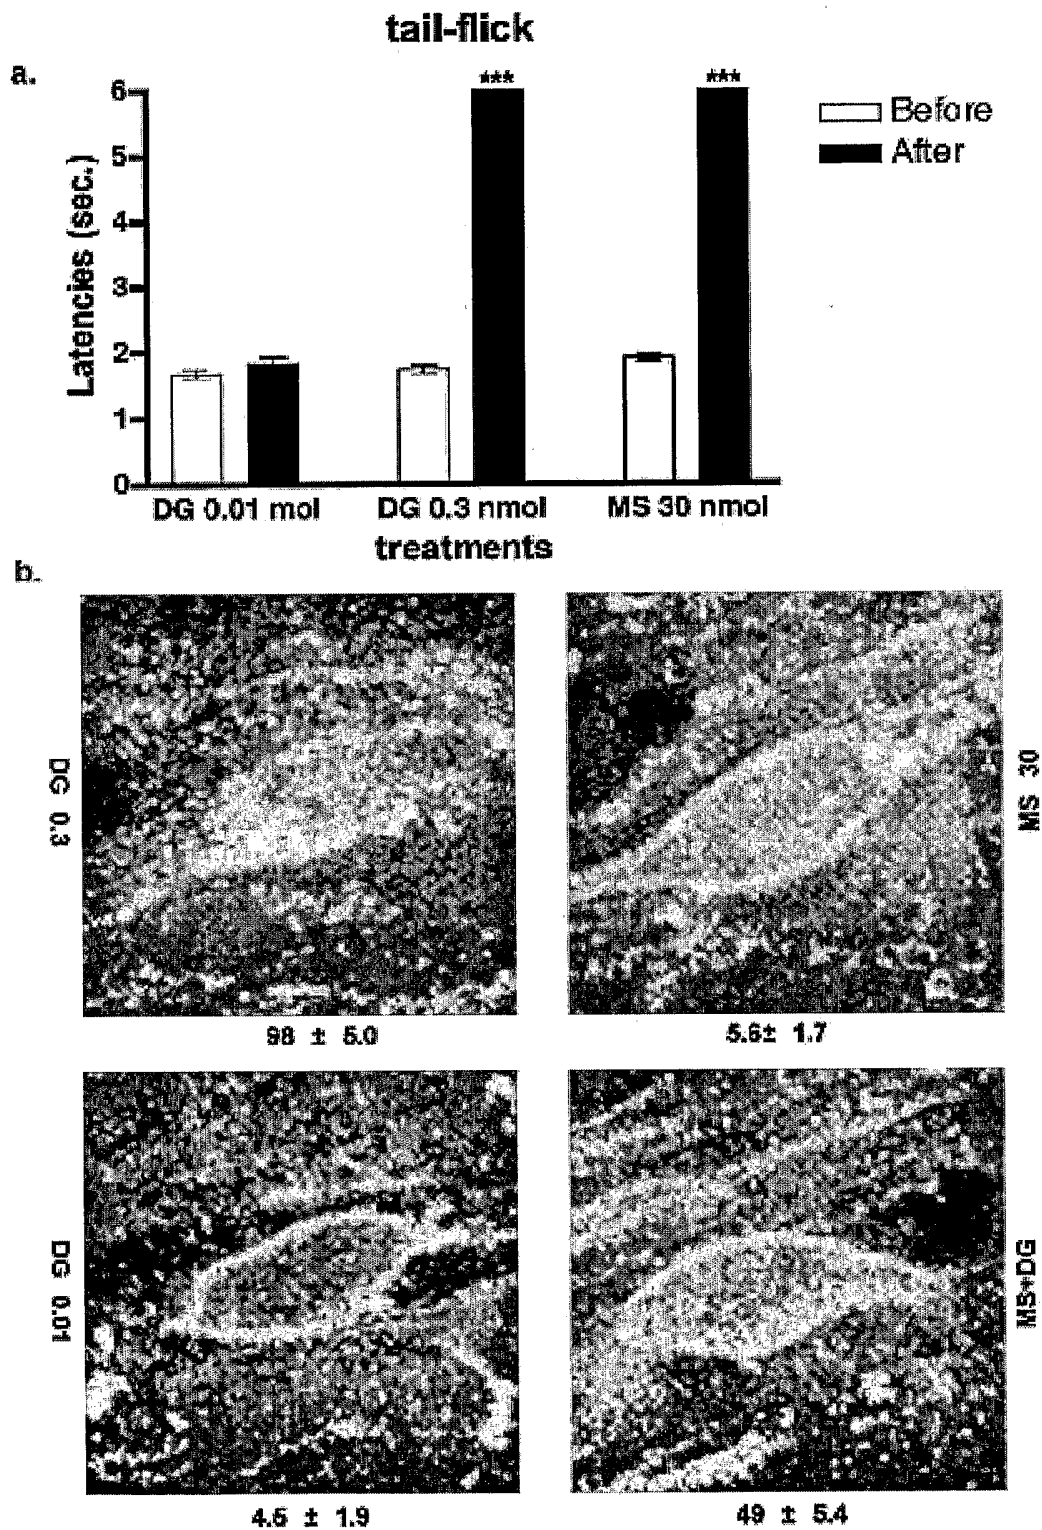 tail-flick
a.
***
***
Before
After
Latencies (sec.)
6
5
4
3
2
1
0
DG 0.01 mol
DG 0.3 nmol
MS 30 nmol
treatments
b.
DG 0.3
MS 30
98 ± 5.0
5.6± 1.7
DG 0.01
MS+DG
4.5 ± 1.9
49 ± 5.4